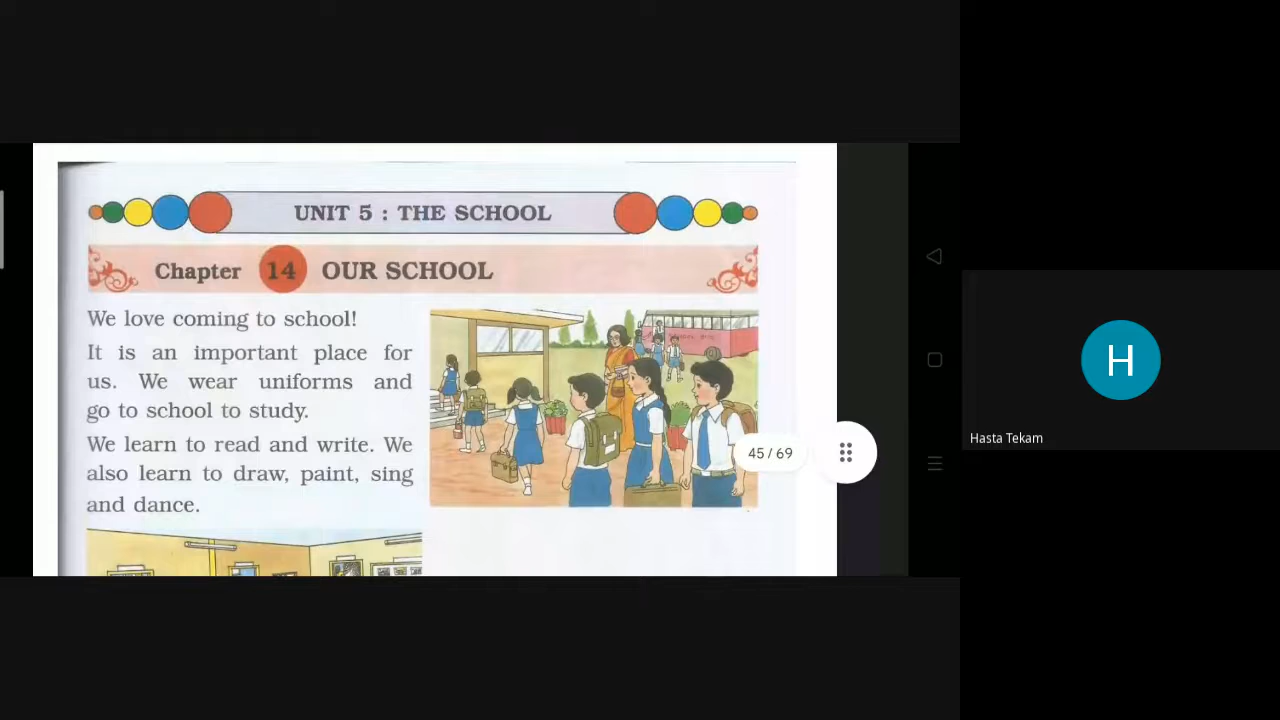 UNIT 5 : THE SCHOOL
Chapter 14 OUR SCHOOL
We love coming to school!
It is an important place for
us. We wear uniforms and
go to school to study.
We learn to read and write. We
also learn to draw, paint, sing
and dance.
45 / 69
H
Hasta Tekam